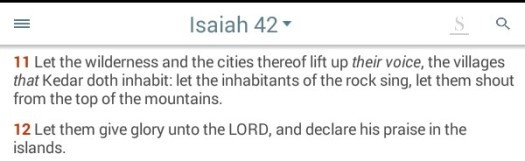 Isaiah 42
S
11 Let the wilderness and the cities thereof lift up their voice, the villages
that Kedar doth inhabit: let the inhabitants of the rock sing, let them shout
from the top of the mountains.
12 Let them give glory unto the LORD, and declare his praise in the
islands.